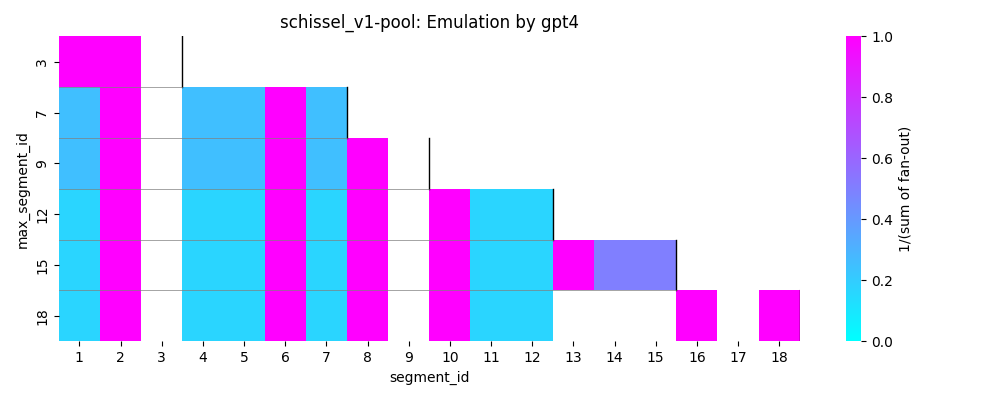 schissel_v1-pool: Emulation by gpt4
max_segment_id
3
7
9
12
15
18
1 2 3 4 5 6 7 8 9 10 11 12 13 14 15 16 17 18
segment_id
1.0
0.8
0.6
0.4
0.2
0.0
1/(sum of fan-out)